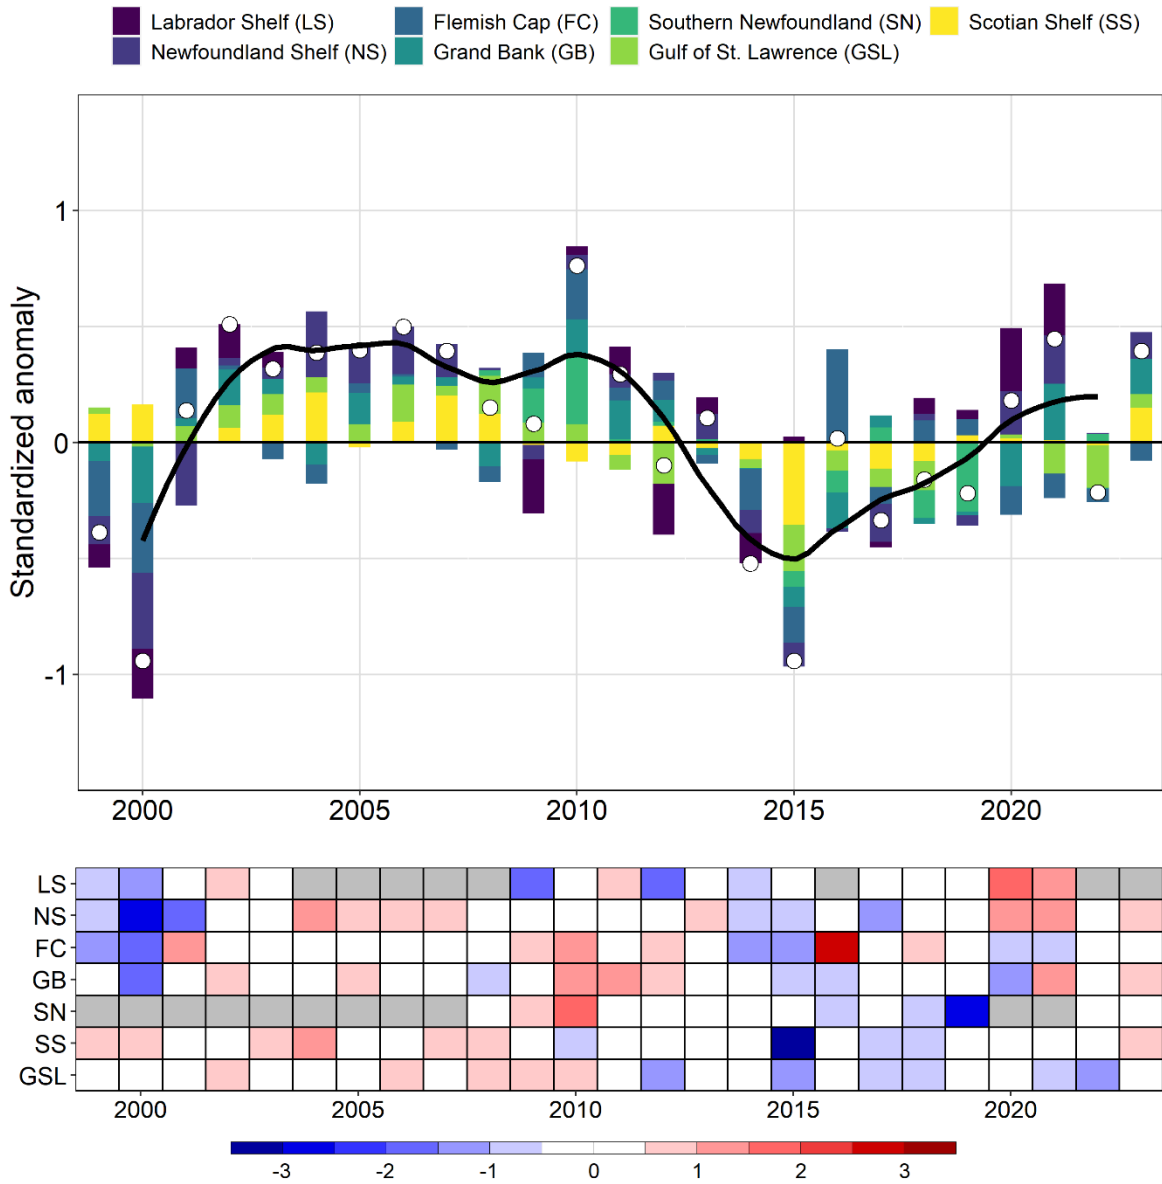 Labrador Shelf (LS) Flemish Cap (FC) Southern Newfoundland (SN) Scotian Shelf (SS)
Newfoundland Shelf (NS) Grand Bank (GB) Gulf of St. Lawrence (GSL)
Standardized anomaly
1
0
-1
2000 2005 2010 2015 2020
LS
NS
FC
GB
SN
SS
GSL
2000 2005 2010 2015 2020
-3 -2 -1 0 1 2 3